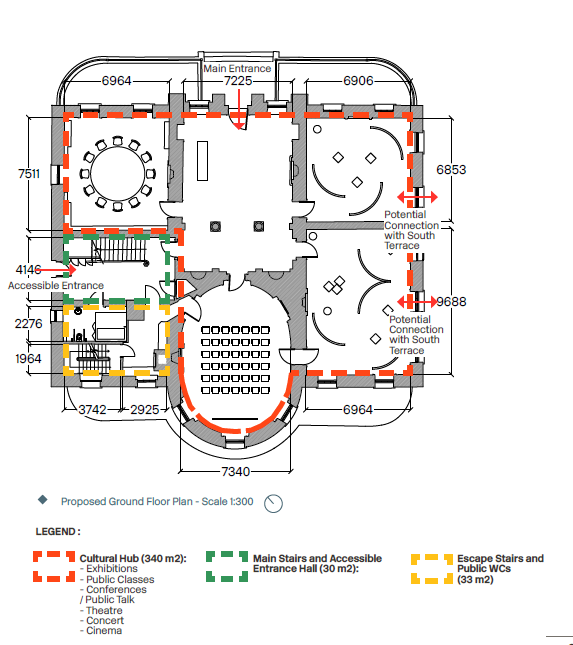 Main Entrance
6964
7225
6906
7511
6853
Potential
Connection
with South
Terrace
4146
Accessible Entrance
9688
2276
Potential
Connection
with South
Terrace
1964
3742
2925
6964
7340
Proposed Ground Floor Plan - Scale 1:300
LEGEND :
Cultural Hub (340 m2):
- Exhibitions
- Public Classes
- Conferences
/ Public Talk
- Theatre
- Concert
- Cinema
Main Stairs and Accessible
Entrance Hall (30 m2):
Escape Stairs and
Public WCs
(33 m2)